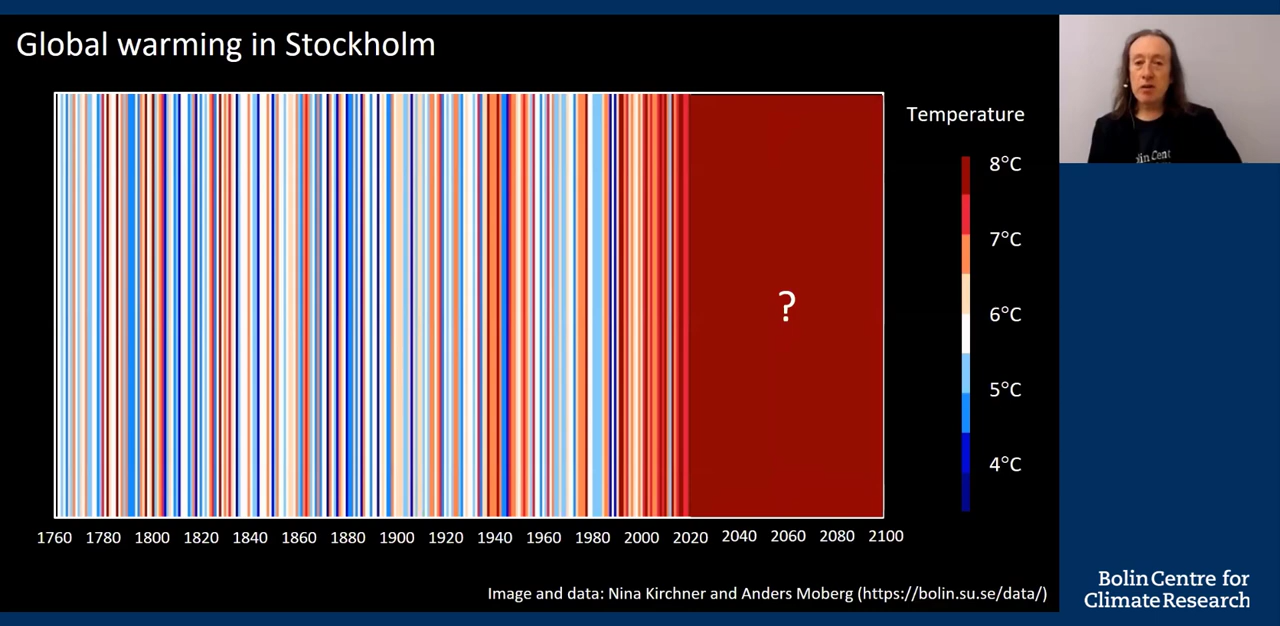 Global warming in Stockholm
Temperature
8°C
7°C
6°C
5°C
4°C
?
1760 1780 1800 1820 1840 1860 1880 1900 1920 1940 1960 1980 2000 2020 2040 2060 2080 2100
Image and data: Nina Kirchner and Anders Moberg (https://bolin.su.se/data/)
Bolin Centre for
Climate Research